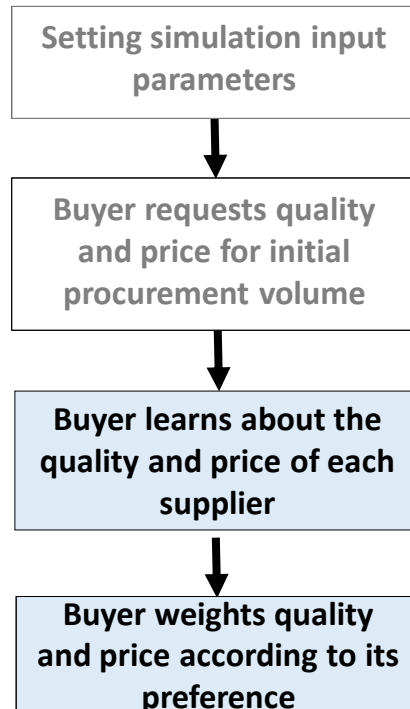 Setting simulation input
parameters
Buyer requests quality
and price for initial
procurement volume
Buyer learns about the
quality and price of each
supplier
Buyer weights quality
and price according to its
preference